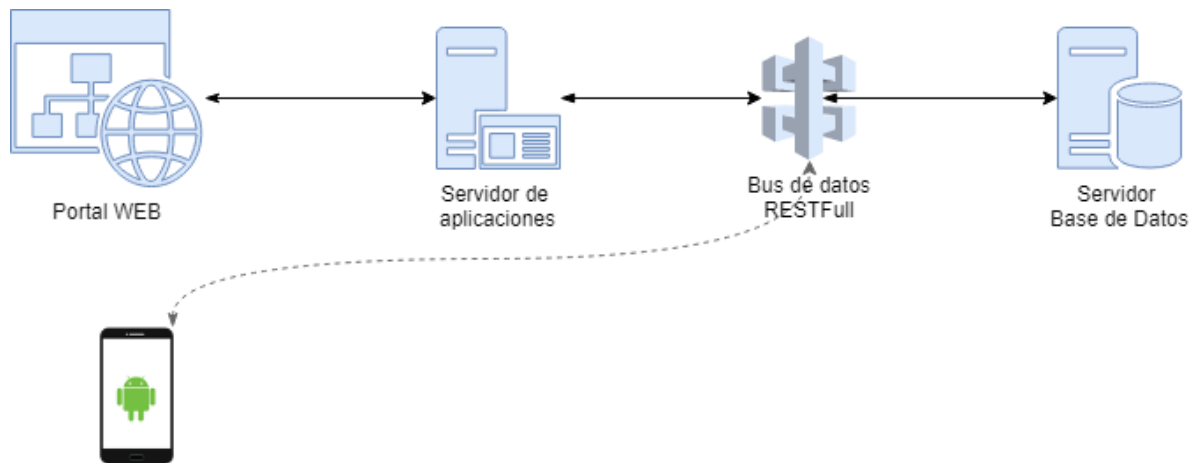 Portal WEB
Servidor de
aplicaciones
Bus de datos
RESTFull
Servidor
Base de Datos